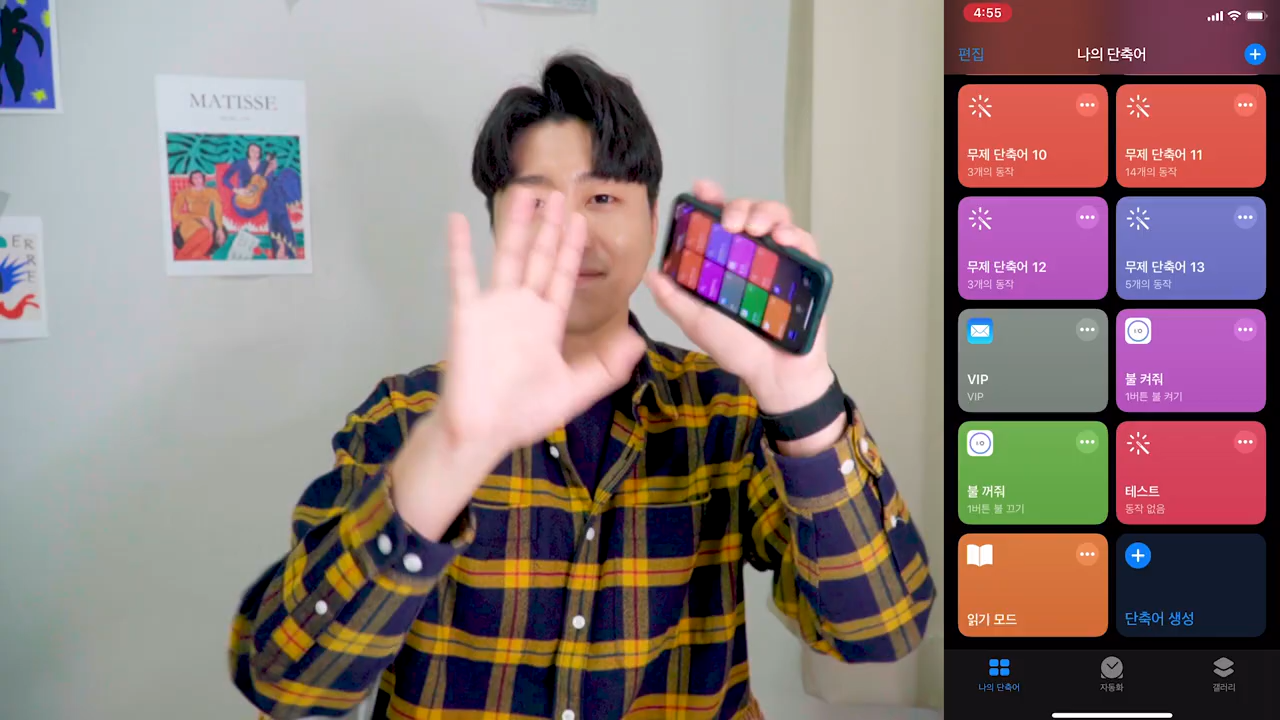 MATISSE
ERRE
4:55
편집
나의 단축어
무제 단축어 10
3개의 동작
무제 단축어 11
14개의 동작
무제 단축어 12
3개의 동작
무제 단축어 13
5개의 동작
VIP
VIP
불 켜줘
1버튼 불 켜기
불 꺼줘
1버튼 불 끄기
테스트
동작 없음
읽기 모드
단축어 생성
나의 단축어
자동화
갤러리